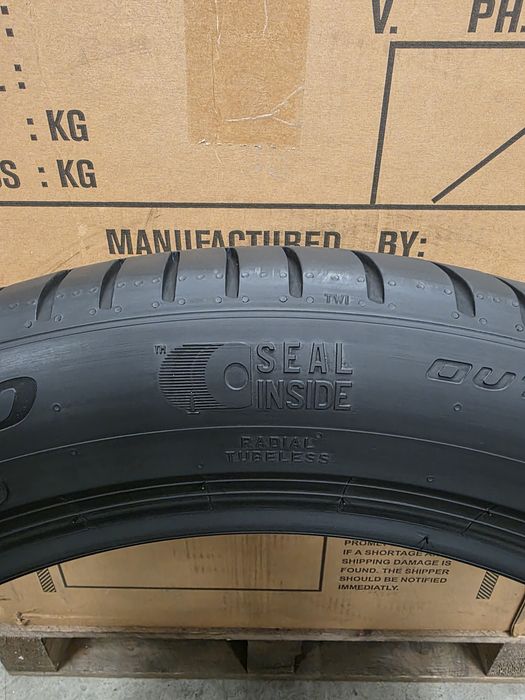 V. PH.
: KG
: KG
MANUFACTURED BY:
TWI
TM SEAL
INSIDE
RADIAL
TUBELESS
IF A SHORTAGE
SHIPPING DAMAGE IS
FOUND. THE SHIPPER
SHOULD BE NOTIFIED
IMMEDIATLY.